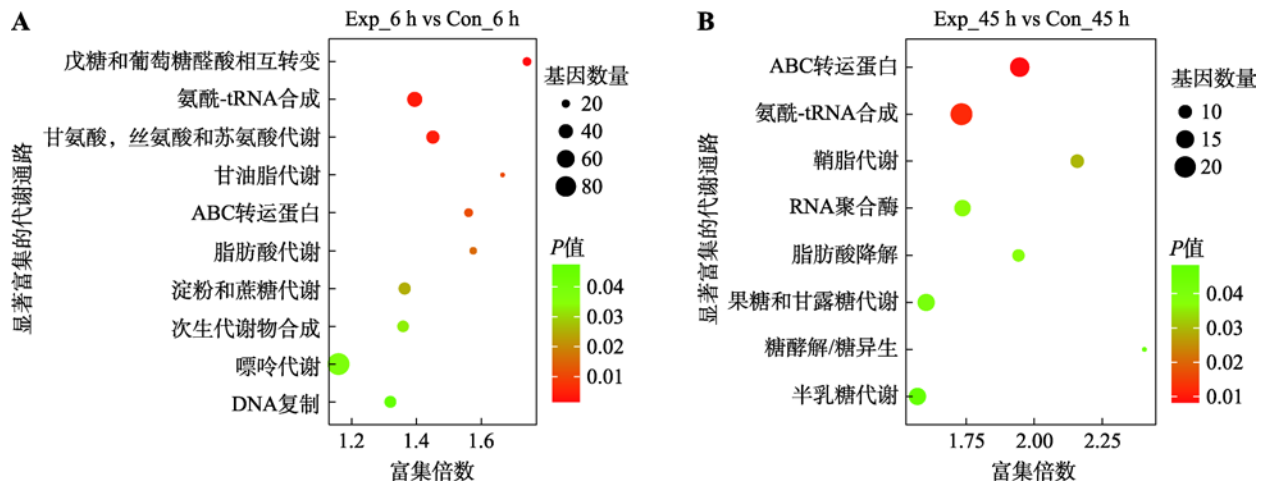 A
Exp_6 h vs Con_6 h
显著富集的代谢通路
戊糖和葡萄糖醛酸相互转变
氨酰-tRNA合成
甘氨酸，丝氨酸和苏氨酸代谢
甘油脂代谢
ABC转运蛋白
脂肪酸代谢
淀粉和蔗糖代谢
次生代谢物合成
嘌呤代谢
DNA复制
1.2 1.4 1.6
富集倍数
基因数量
20
40
60
80
P值
0.04
0.03
0.02
0.01
B
Exp_45 h vs Con_45 h
显著富集的代谢通路
ABC转运蛋白
氨酰-tRNA合成
鞘脂代谢
RNA聚合酶
脂肪酸降解
果糖和甘露糖代谢
糖酵解/糖异生
半乳糖代谢
1.75 2.00 2.25
富集倍数
基因数量
10
15
20
P值
0.04
0.03
0.02
0.01